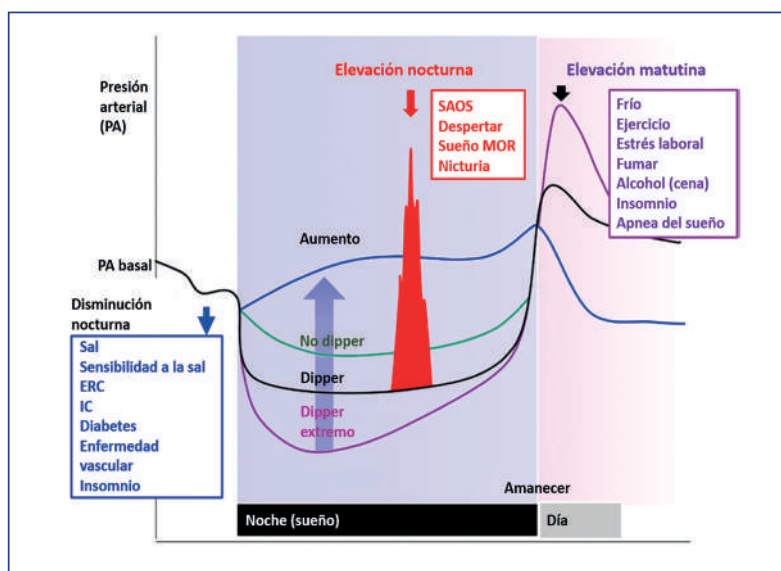 Presión
arterial
(PA)
Elevación nocturna
SAOS
Despertar
Sueño MOR
Nicturia
Elevación matutina
Frío
Ejercicio
Estrés laboral
Fumar
Alcohol (cena)
Insomnio
Apnea del sueño
PA basal
Aumento
Disminución
nocturna
Sal
Sensibilidad a la sal
ERC
IC
Diabetes
Enfermedad
vascular
Insomnio
No dipper
Dipper
Dipper
extremo
Amanecer
Noche (sueño)
Día